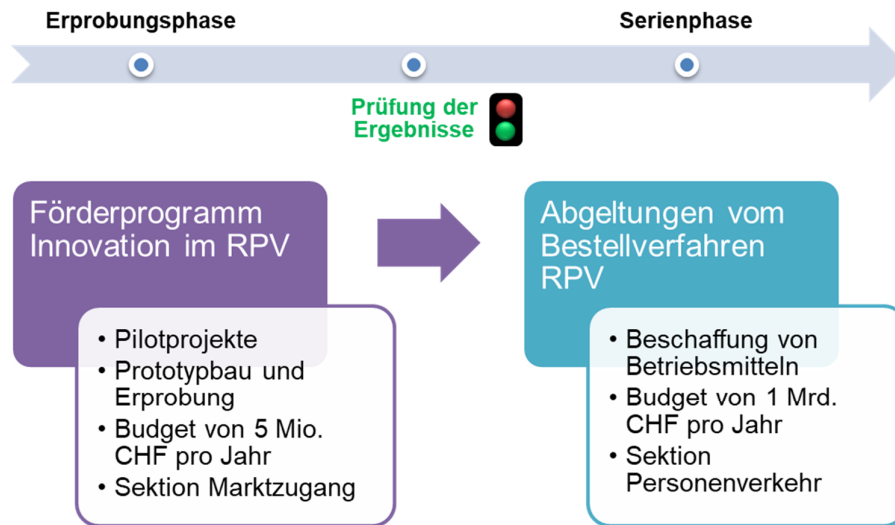 Erprobungsphase
Serienphase
Prüfung der
Ergebnisse
Förderprogramm
Innovation im RPV
• Pilotprojekte
• Prototypbau und
Erprobung
• Budget von 5 Mio.
CHF pro Jahr
• Sektion Marktzugang
Abgeltungen vom
Bestellverfahren
RPV
• Beschaffung von
Betriebsmitteln
• Budget von 1 Mrd.
CHF pro Jahr
• Sektion
Personenverkehr